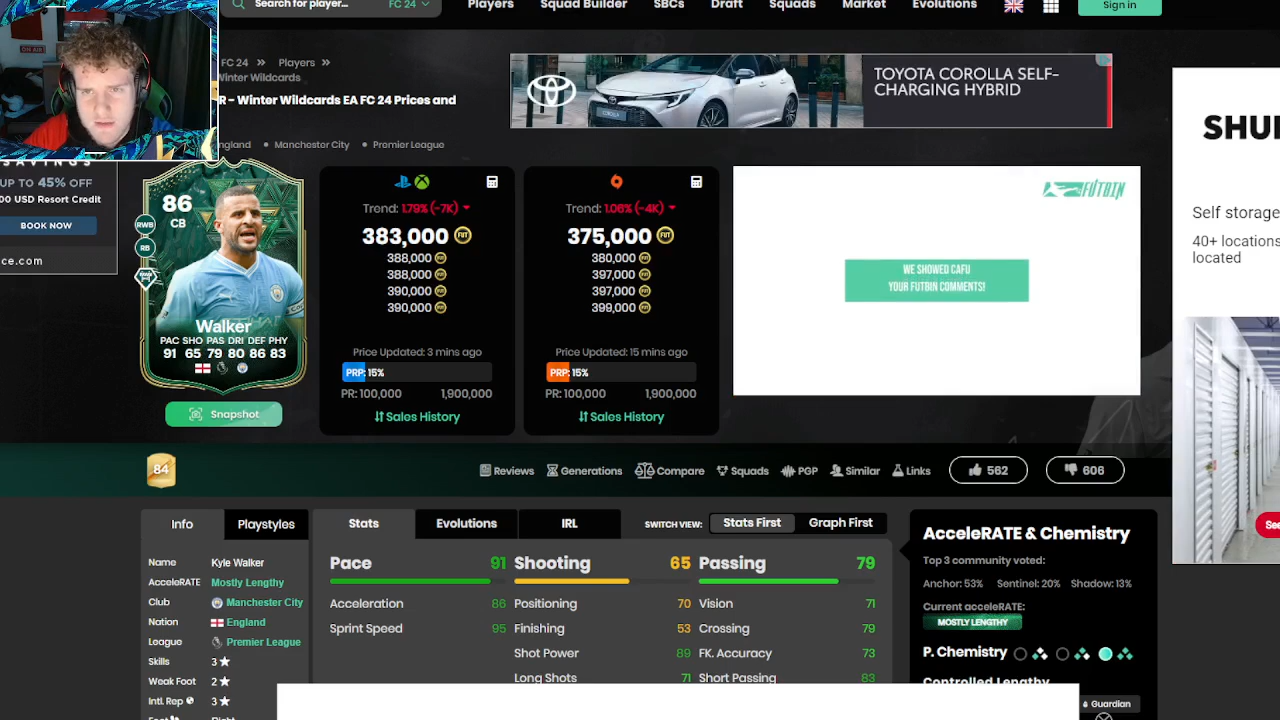 Search for player...
FC 24
Players
Squad Builder
SBCs
Draft
Squads
Market
Evolutions
Sign in
ON AIR
FC 24 » Players »
Winter Wildcards
R - Winter Wildcards EA FC 24 Prices and
ngland • Manchester City • Premier League
TOYOTA COROLLA SELF-
CHARGING HYBRID
SAVINGS
UP TO 45% OFF
00 USD Resort Credit
BOOK NOW
ce.com
86
CB
RWB
RB
Walker
PAC SHO PAS DRI DEF PHY
91 65 79 80 86 83
Snapshot
Trend: 1.79% (-7K)
383,000
388,000
388,000
390,000
390,000
Price Updated: 3 mins ago
PRP: 15%
PR: 100,000 1,900,000
Sales History
Trend: 1.06% (-4K)
375,000
380,000
397,000
397,000
399,000
Price Updated: 15 mins ago
PRP: 15%
PR: 100,000 1,900,000
Sales History
FUTBIN
WE SHOWED CAFU
YOUR FUTBIN COMMENTS!
SHU
Self storage
40+ locations
located
See
84
Reviews
Generations
Compare
Squads
PGP
Similar
Links
562
606
Info
Playstyles
Name Kyle Walker
AcceleRATE Mostly Lengthy
Club Manchester City
Nation England
League Premier League
Skills 3
Weak Foot 2
Intl. Rep 3
Right
Stats
Evolutions
IRL
SWITCH VIEW:
Stats First
Graph First
Pace 91
Acceleration 86
Sprint Speed 95
Shooting 65
Positioning 70
Finishing 53
Shot Power 89
Long Shots 71
Passing 79
Vision 71
Crossing 79
FK. Accuracy 73
Short Passing 83
AcceleRATE & Chemistry
Top 3 community voted:
Anchor: 53% Sentinel: 20% Shadow: 13%
Current acceleRATE:
MOSTLY LENGTHY
P. Chemistry
Controlled Lengthy
Guardian